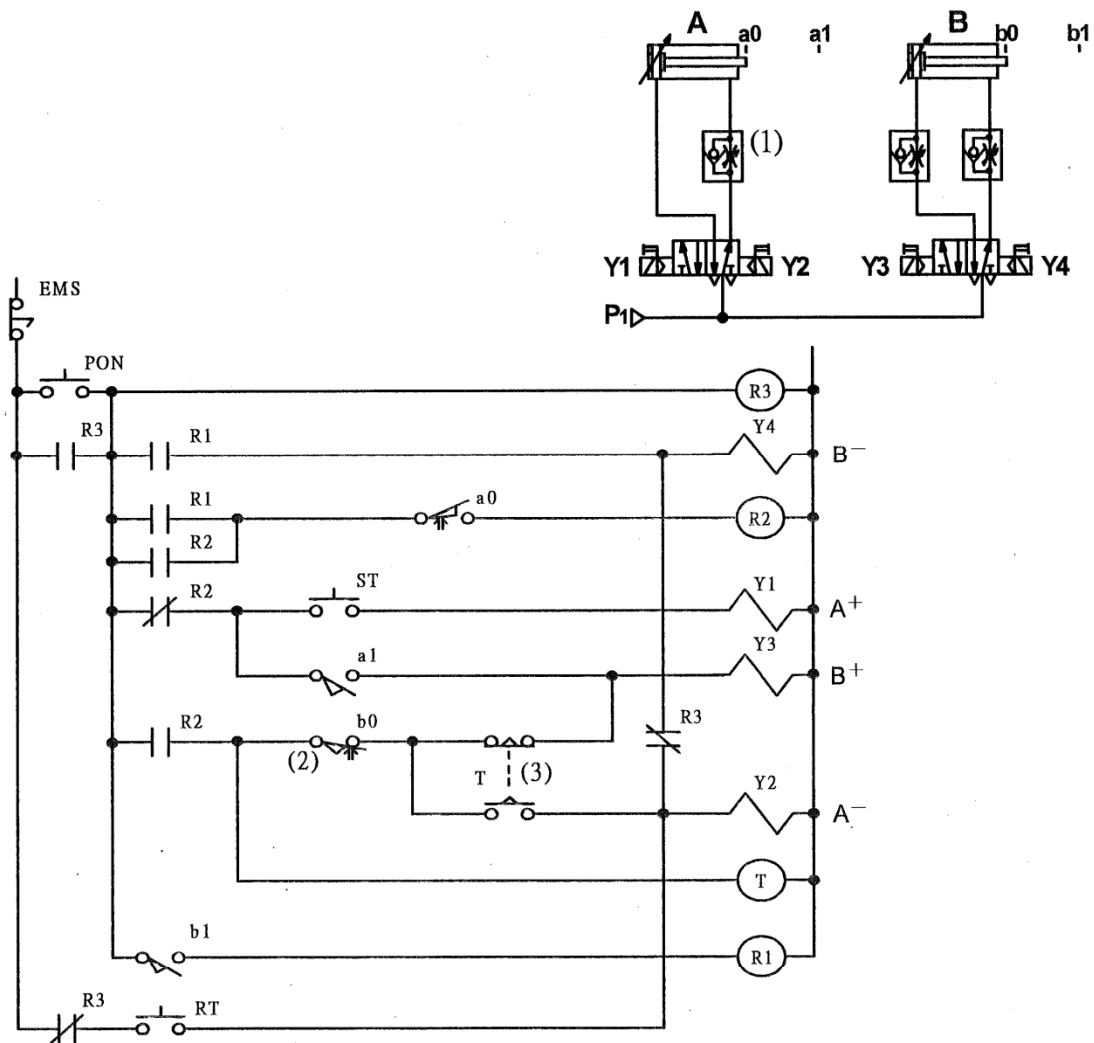 A a0 a1 B b0 b1
(1)
Y1 Y2 Y3 Y4
P1
EMS
PON
R3
R3 R1 Y4
B−
R1 a0
R2
R2
R2 ST Y1
A+
Y3
a1 B+
R2 b0 R3
(2) T (3) Y2
A−
T
b1
R1
R3 RT